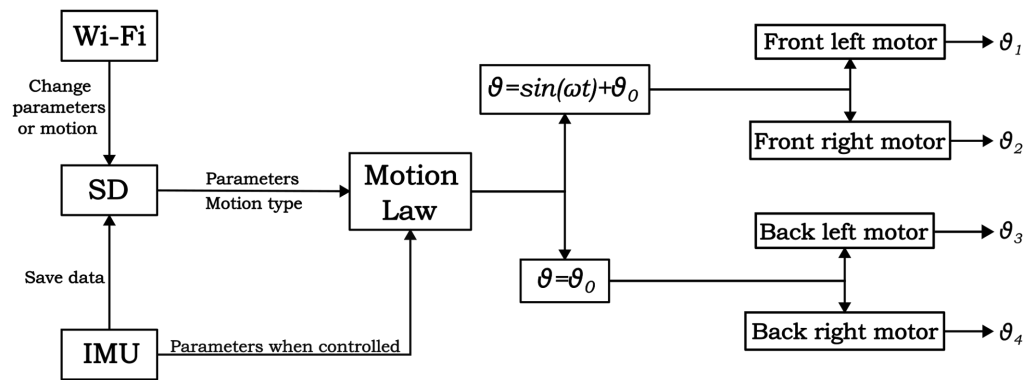 Wi-Fi
Change
parameters
or motion
SD
Save data
IMU
Parameters
Motion type
Parameters when controlled
Motion
Law
ϑ=sin(ωt)+ϑ₀
ϑ=ϑ₀
Front left motor
ϑ₁
Front right motor
ϑ₂
Back left motor
ϑ₃
Back right motor
ϑ₄